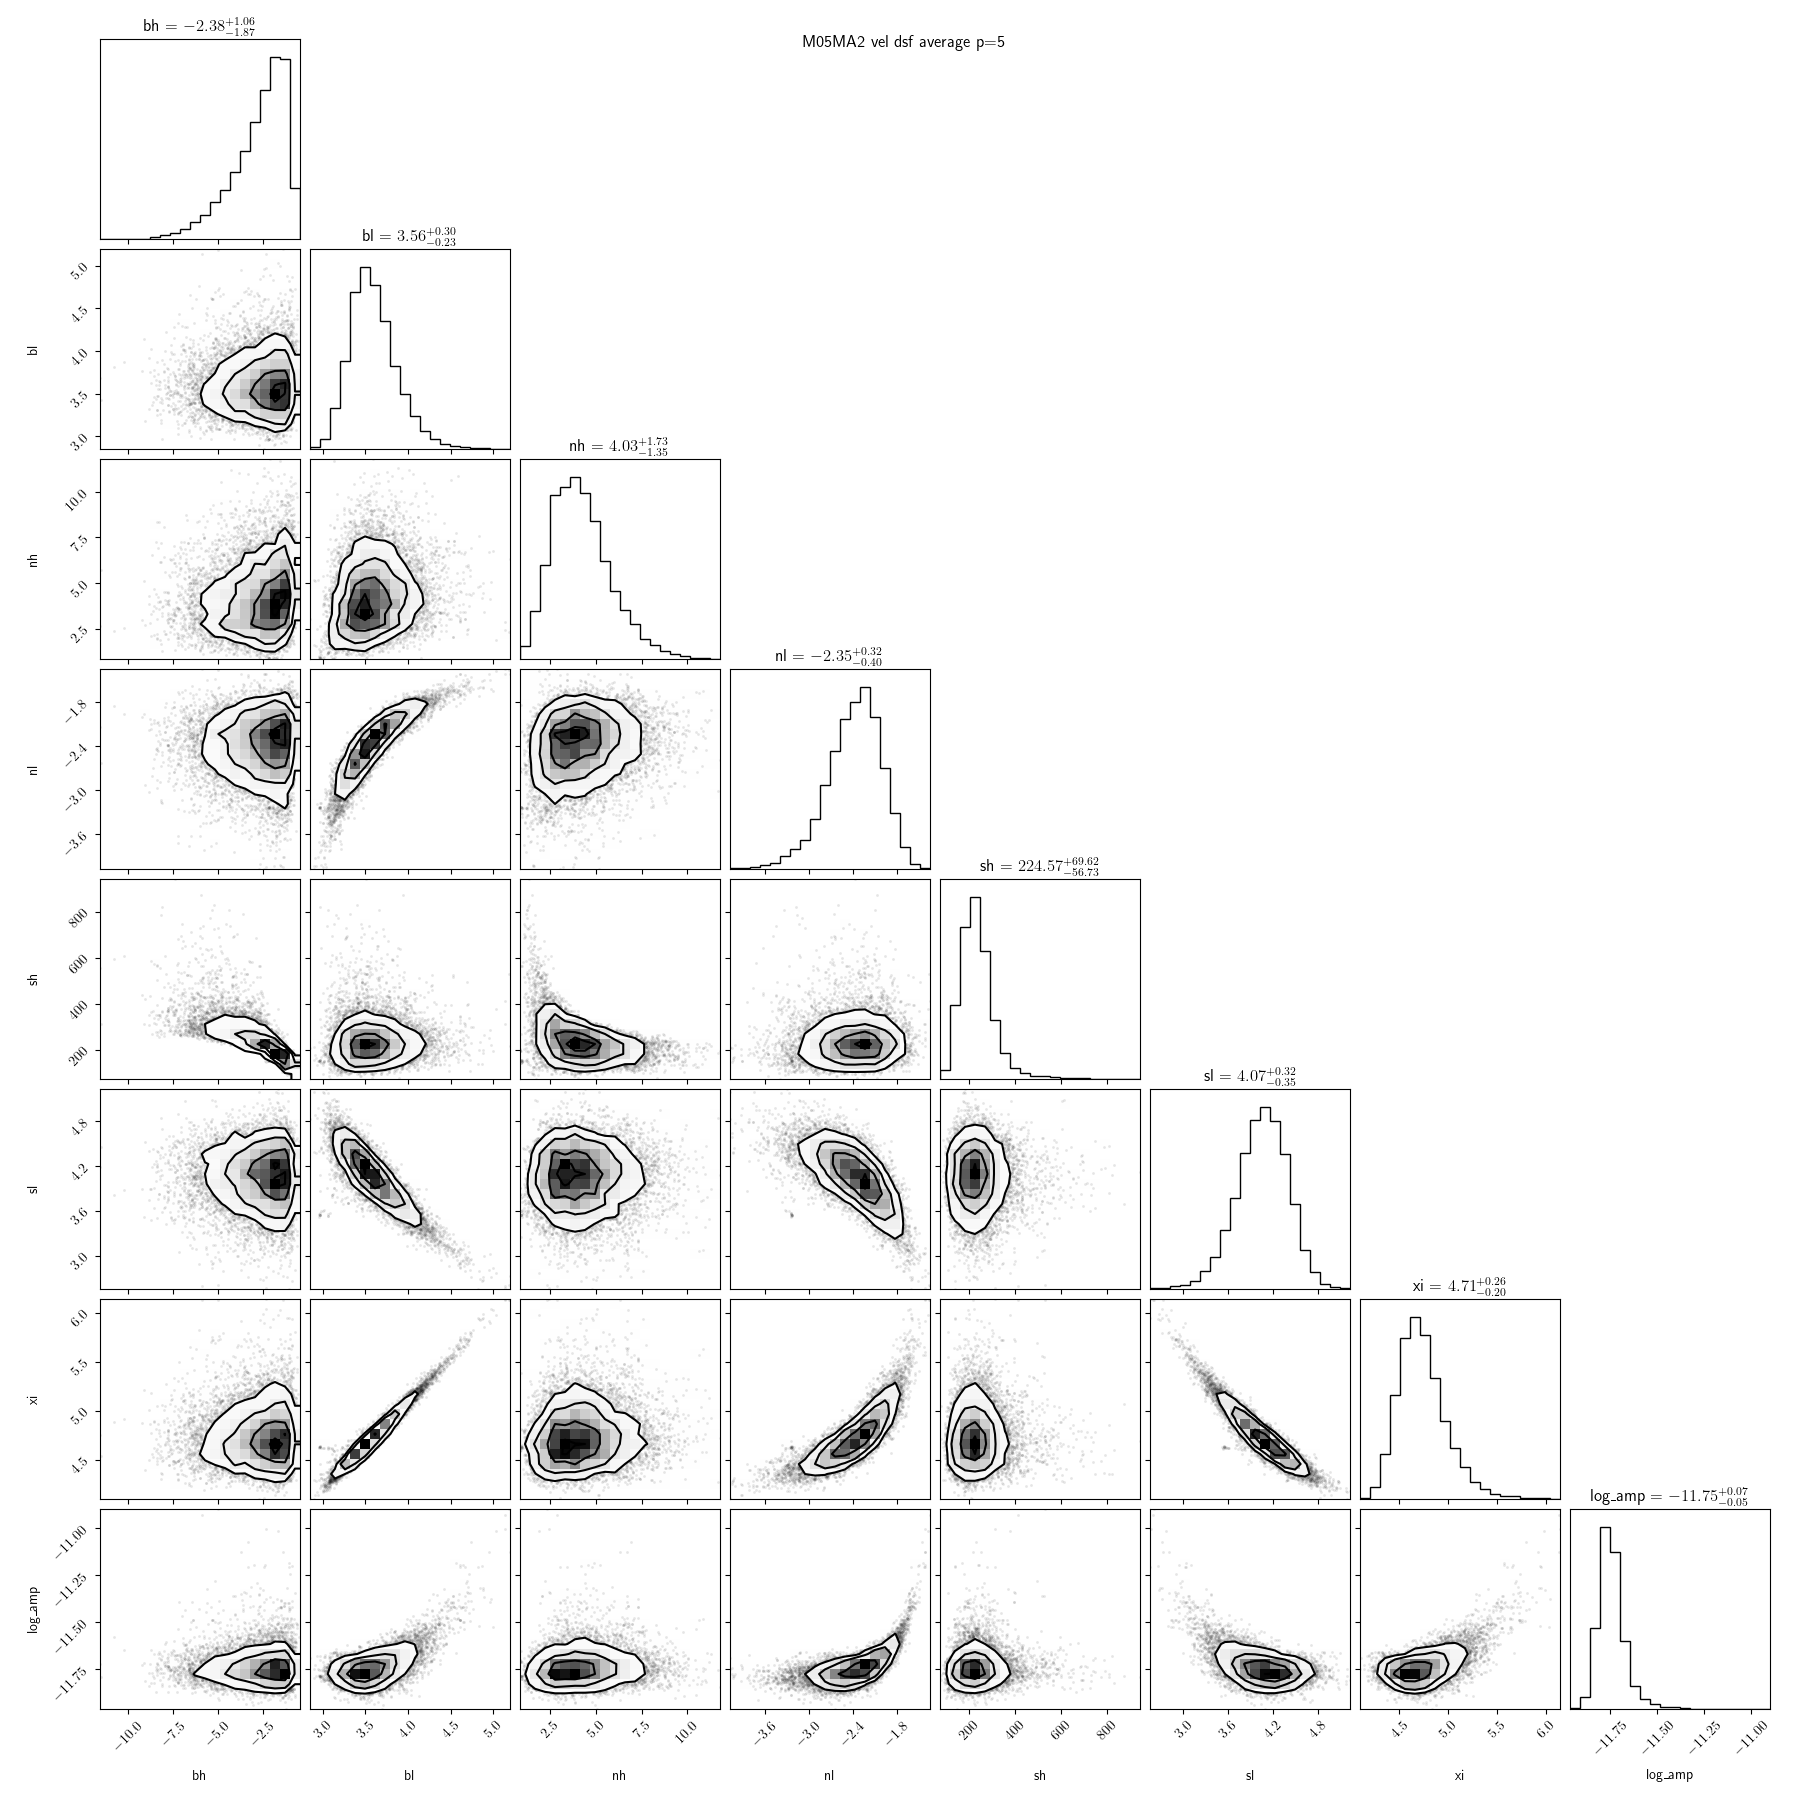 M05MA2 vel dsf average p=5
bh = −2.38+1.06−1.87
bl = 3.56+0.30−0.23
bl
5.0
4.5
4.0
3.5
3.0
nh = 4.03+1.73−1.35
nh
10.0
7.5
5.0
2.5
nl = −2.35+0.32−0.40
nl
−1.8
−2.4
−3.0
−3.6
sh = 224.57+69.62−56.73
sh
800
600
400
200
sl = 4.07+0.32−0.35
sl
4.8
4.2
3.6
3.0
xi = 4.71+0.26−0.20
xi
6.0
5.5
5.0
4.5
log_amp = −11.75+0.07−0.05
log_amp
−11.00
−11.25
−11.50
−11.75
−10.0 −7.5 −5.0 −2.5 3.0 3.5 4.0 4.5 5.0 2.5 5.0 7.5 10.0 −3.6 −3.0 −2.4 −1.8 200 400 600 800 3.0 3.6 4.2 4.8 4.5 5.0 5.5 6.0 −11.75 −11.50 −11.25 −11.00
bh bl nh nl sh sl xi log_amp